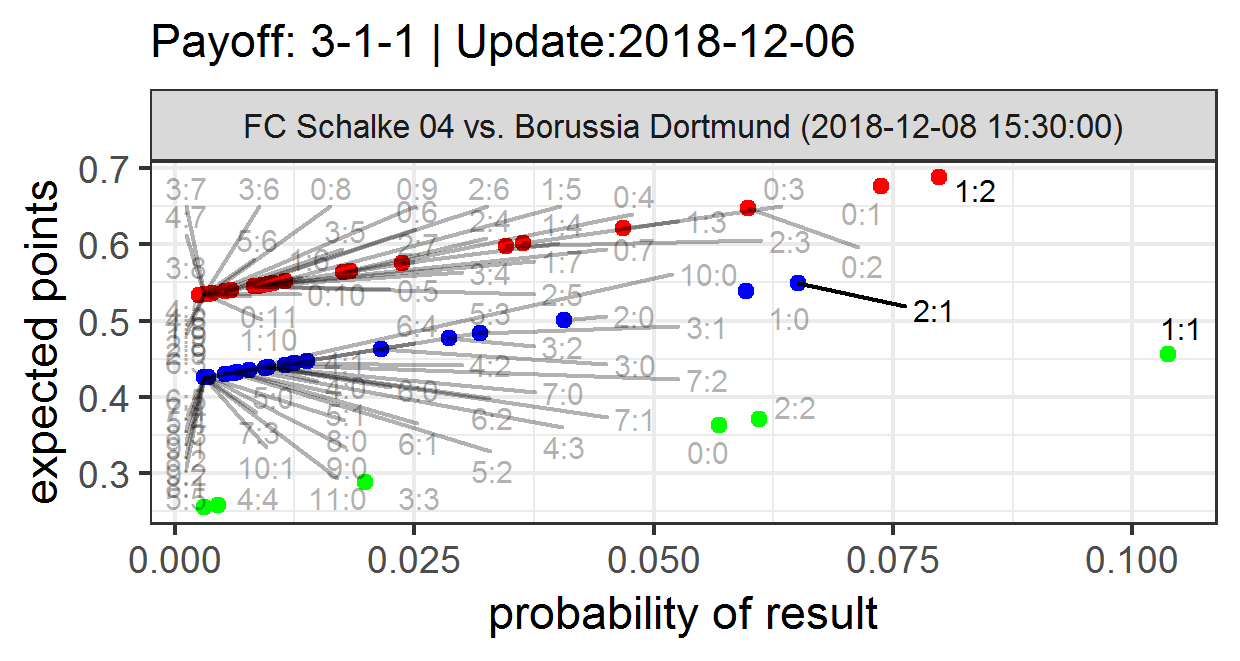 Payoff: 3-1-1 | Update:2018-12-06
FC Schalke 04 vs. Borussia Dortmund (2018-12-08 15:30:00)
expected points
0.7
0.6
0.5
0.4
0.3
3:7 3:6 0:8 0:9 2:6 1:5 0:4 0:3 1:2
4:7 0:6 2:4 1:4 1:3 0:1
5:6 3:5 2:7 0:7 2:3
3:8 1:6 3:4 1:7 10:0 0:2
0:10 0:5 2:5
0:11 6:4 5:3 2:0 3:1 1:0 2:1 1:1
1:10 3:2
4:1 4:2 3:0
4:0 6:0 7:0 7:2
5:0 5:1 6:2 7:1 2:2
7:3 8:0 6:1 4:3 0:0
10:1 9:0 5:2
4:4 11:0 3:3
0.000 0.025 0.050 0.075 0.100
probability of result